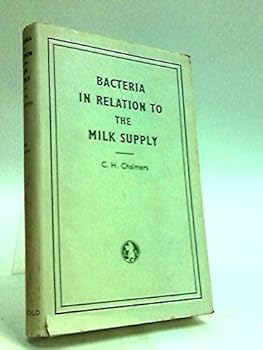 BACTERIA
IN RELATION TO
THE
MILK SUPPLY
C. H. Chalmers